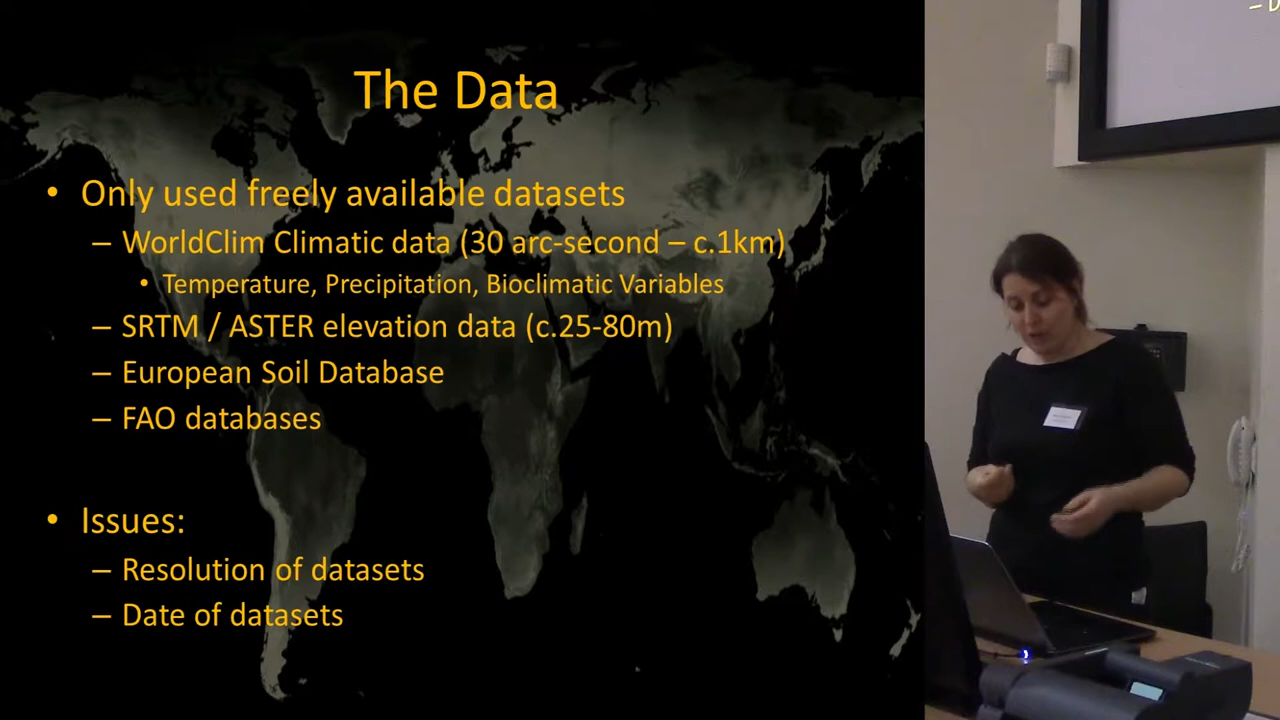 The Data
• Only used freely available datasets
– WorldClim Climatic data (30 arc-second – c.1km)
• Temperature, Precipitation, Bioclimatic Variables
– SRTM / ASTER elevation data (c.25-80m)
– European Soil Database
– FAO databases
• Issues:
– Resolution of datasets
– Date of datasets